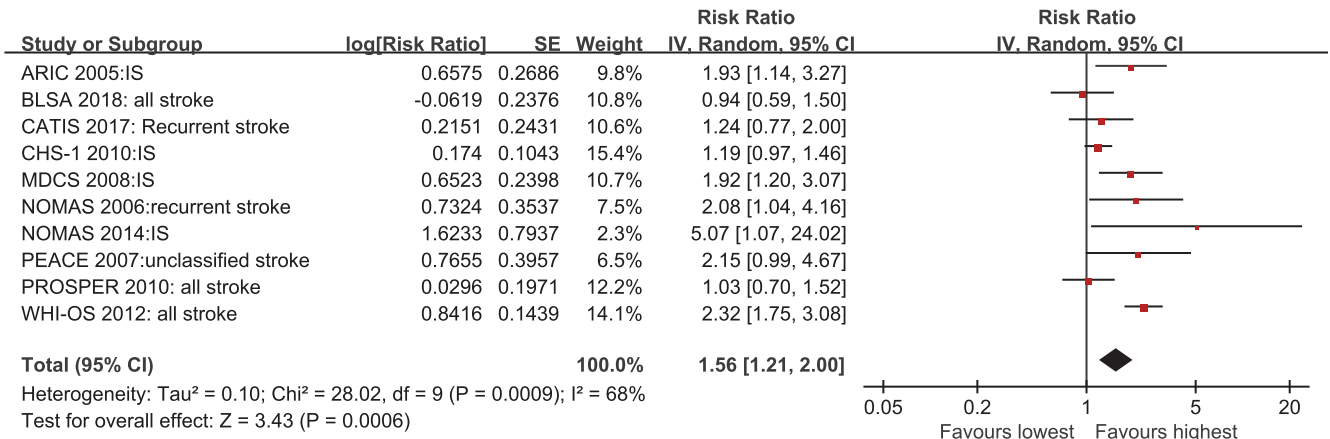 Risk Ratio Risk Ratio
Study or Subgroup log[Risk Ratio] SE Weight IV, Random, 95% CI IV, Random, 95% CI
ARIC 2005:IS 0.6575 0.2686 9.8% 1.93 [1.14, 3.27]
BLSA 2018: all stroke -0.0619 0.2376 10.8% 0.94 [0.59, 1.50]
CATIS 2017: Recurrent stroke 0.2151 0.2431 10.6% 1.24 [0.77, 2.00]
CHS-1 2010:IS 0.174 0.1043 15.4% 1.19 [0.97, 1.46]
MDCS 2008:IS 0.6523 0.2398 10.7% 1.92 [1.20, 3.07]
NOMAS 2006:recurrent stroke 0.7324 0.3537 7.5% 2.08 [1.04, 4.16]
NOMAS 2014:IS 1.6233 0.7937 2.3% 5.07 [1.07, 24.02]
PEACE 2007:unclassified stroke 0.7655 0.3957 6.5% 2.15 [0.99, 4.67]
PROSPER 2010: all stroke 0.0296 0.1971 12.2% 1.03 [0.70, 1.52]
WHI-OS 2012: all stroke 0.8416 0.1439 14.1% 2.32 [1.75, 3.08]
Total (95% CI) 100.0% 1.56 [1.21, 2.00]
Heterogeneity: Tau² = 0.10; Chi² = 28.02, df = 9 (P = 0.0009); I² = 68%
Test for overall effect: Z = 3.43 (P = 0.0006)
0.05 0.2 1 5 20
Favours lowest Favours highest